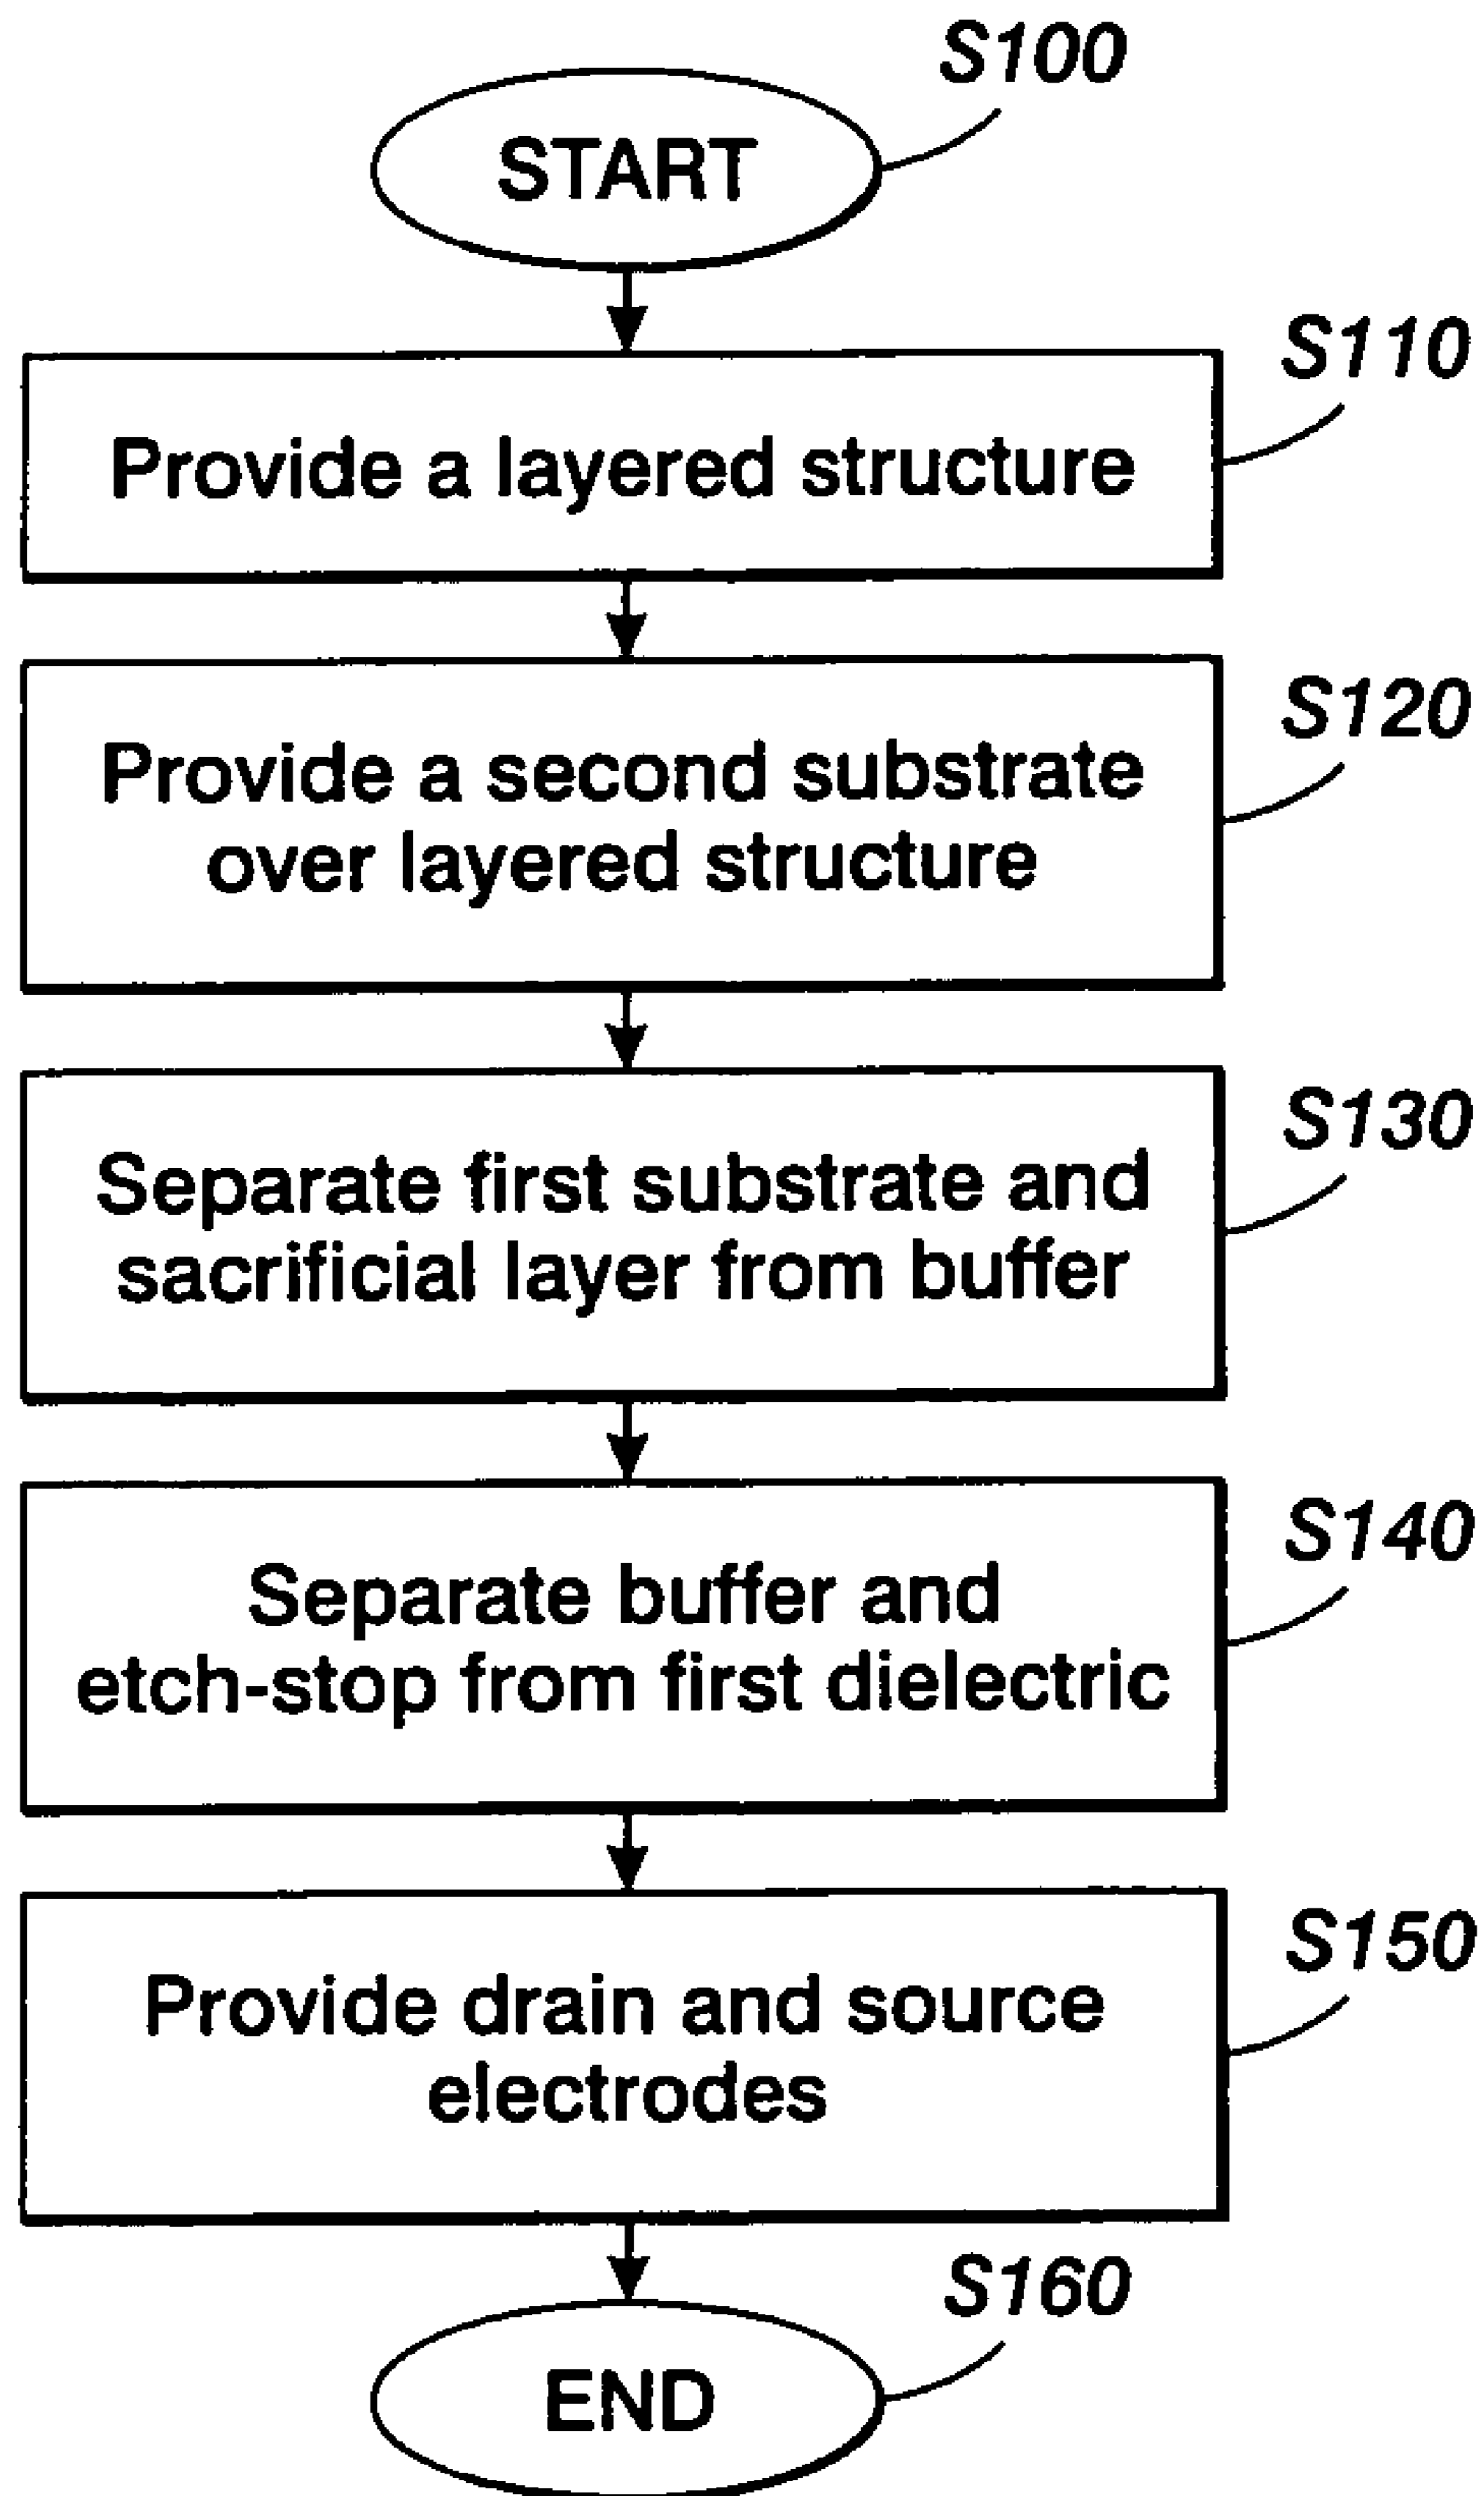 S100
START
S110
Provide a layered structure
S120
Provide a second substrate
over layered structure
S130
Separate first substrate and
sacrificial layer from buffer
S140
Separate buffer and
etch-stop from first dielectric
S150
Provide drain and source
electrodes
S160
END